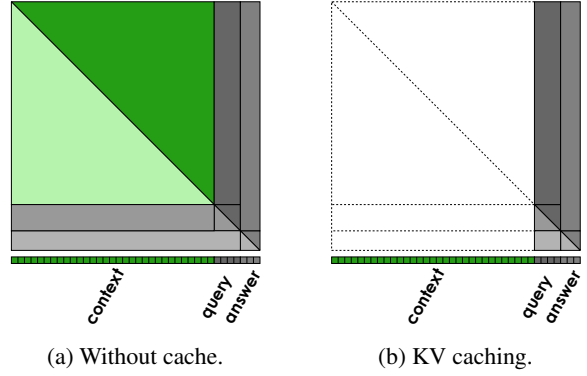 context
query
answer
context
query
answer
(a) Without cache.
(b) KV caching.